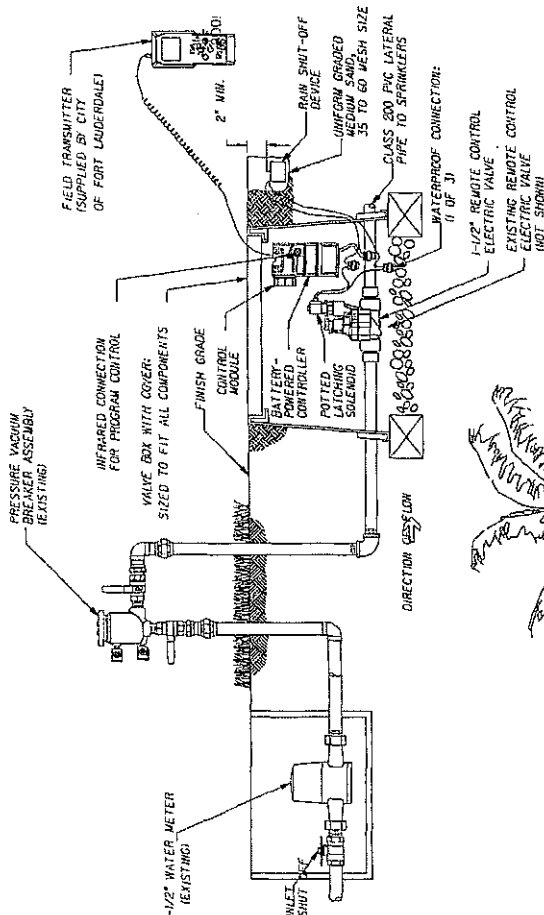 FIELD TRANSMITTER
(SUPPLIED BY CITY
OF FORT LAUDERDALE)
2" MIN.
RAIN SHUT-OFF
DEVICE
UNIFORM GRADED
MEDIUM SAND,
35 TO 60 MESH SIZE
CLASS 200 PVC LATERAL
PIPE TO SPRINKLERS
WATERPROOF CONNECTION:
(1 OF 3)
1-1/2" REMOTE CONTROL
ELECTRIC VALVE
EXISTING REMOTE CONTROL
ELECTRIC VALVE
(NOT SHOWN)
INFRARED CONNECTION
FOR PROGRAM CONTROL
VALVE BOX WITH COVER:
SIZED TO FIT ALL COMPONENTS
FINISH GRADE
CONTROL
MODULE
BATTERY-
POWERED
CONTROLLER
POTTED
LATCHING
SOLENOID
PRESSURE VACUUM
BREAKER ASSEMBLY
(EXISTING)
DIRECTION FLOW
-1/2" WATER METER
(EXISTING)
INLET
SHUT